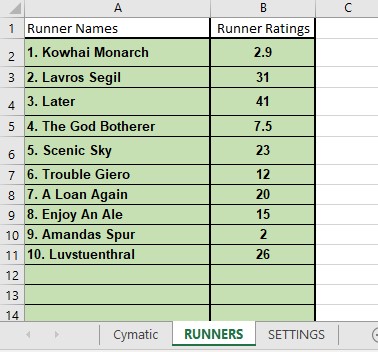 A B C
1 Runner Names Runner Ratings
2 1. Kowhai Monarch 2.9
3 2. Lavros Segil 31
4 3. Later 41
5 4. The God Botherer 7.5
6 5. Scenic Sky 23
7 6. Trouble Giero 12
8 7. A Loan Again 20
9 8. Enjoy An Ale 15
10 9. Amandas Spur 2
11 10. Luvstuenthral 26
12
13
14
Cymatic RUNNERS SETTINGS